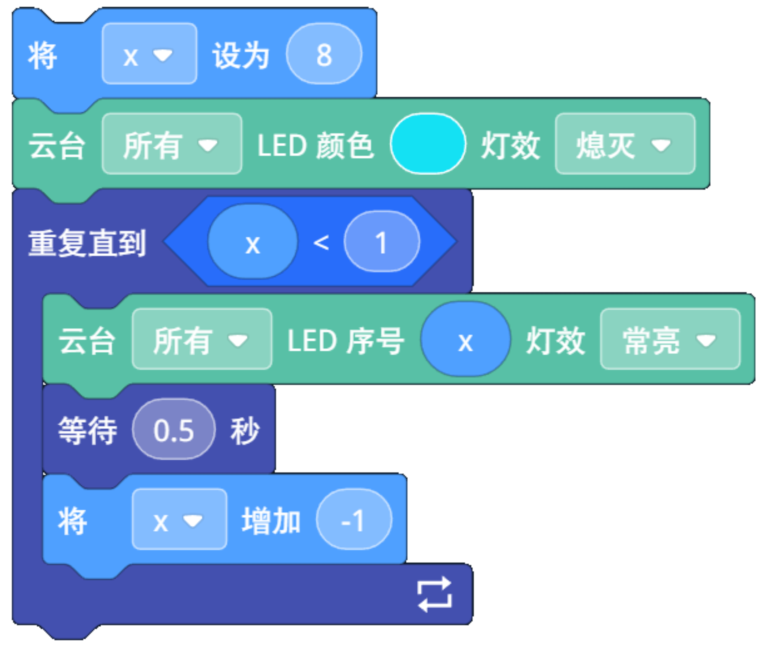 将 x 设为 8
云台 所有 LED 颜色 灯效 熄灭
重复直到 x < 1
云台 所有 LED 序号 x 灯效 常亮
等待 0.5 秒
将 x 增加 -1